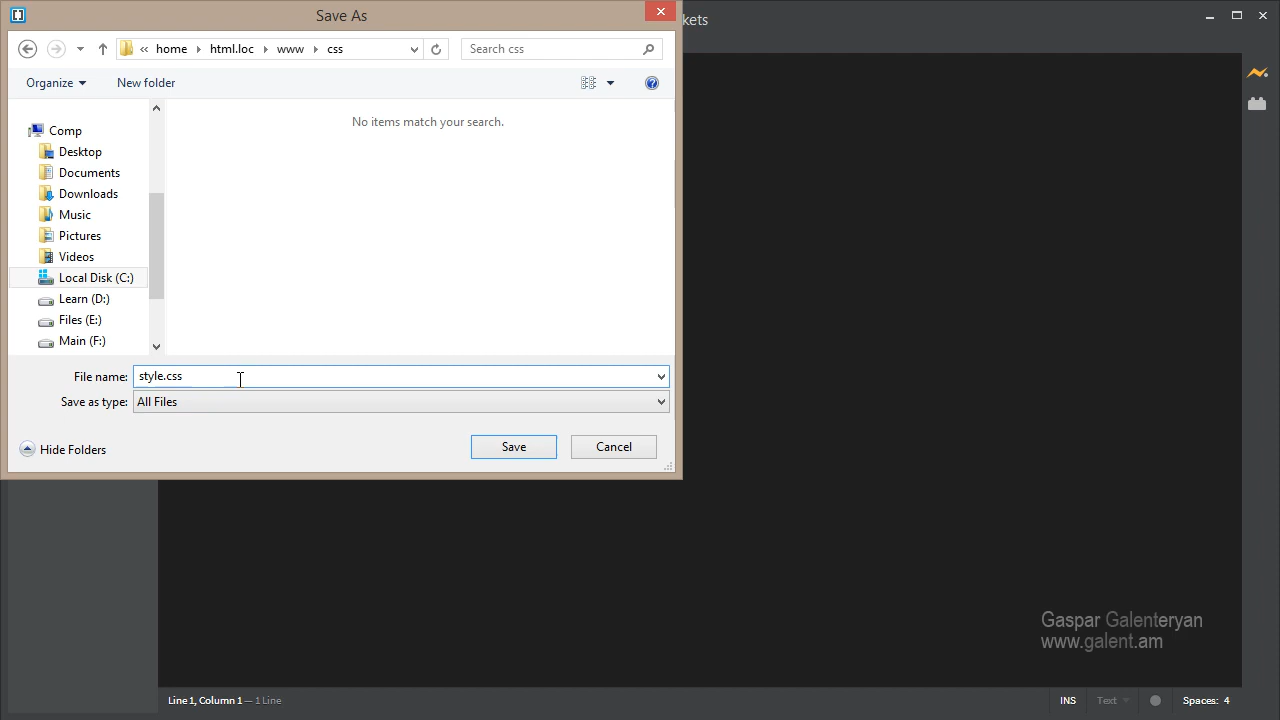 Save As
kets
home
html.loc
www
css
Search css
Organize
New folder
No items match your search.
Comp
Desktop
Documents
Downloads
Music
Pictures
Videos
Local Disk (C:)
Learn (D:)
Files (E:)
Main (F:)
File name:
style.css
Save as type:
All Files
Hide Folders
Save
Cancel
Gaspar Galenteryan
www.galent.am
Line 1, Column 1 — 1 Line
INS
Text
Spaces: 4